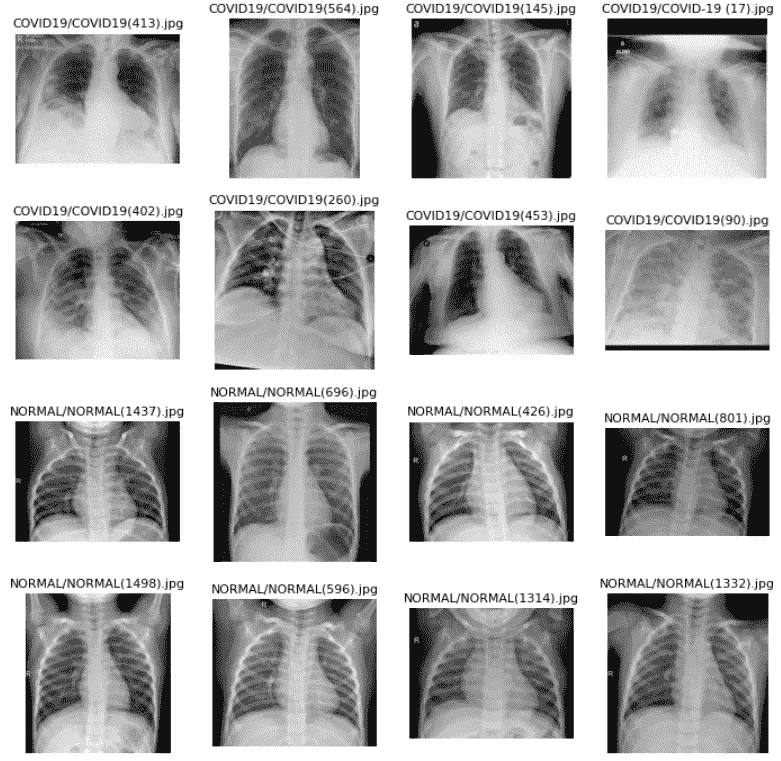 COVID19/COVID19(413).jpg
COVID19/COVID19(564).jpg
COVID19/COVID19(145).jpg
COVID19/COVID-19 (17).jpg
COVID19/COVID19(402).jpg
COVID19/COVID19(260).jpg
COVID19/COVID19(453).jpg
COVID19/COVID19(90).jpg
NORMAL/NORMAL(1437).jpg
NORMAL/NORMAL(696).jpg
NORMAL/NORMAL(426).jpg
NORMAL/NORMAL(801).jpg
R
R
R
NORMAL/NORMAL(1498).jpg
NORMAL/NORMAL(596).jpg
NORMAL/NORMAL(1314).jpg
NORMAL/NORMAL(1332).jpg
R
R
R
R